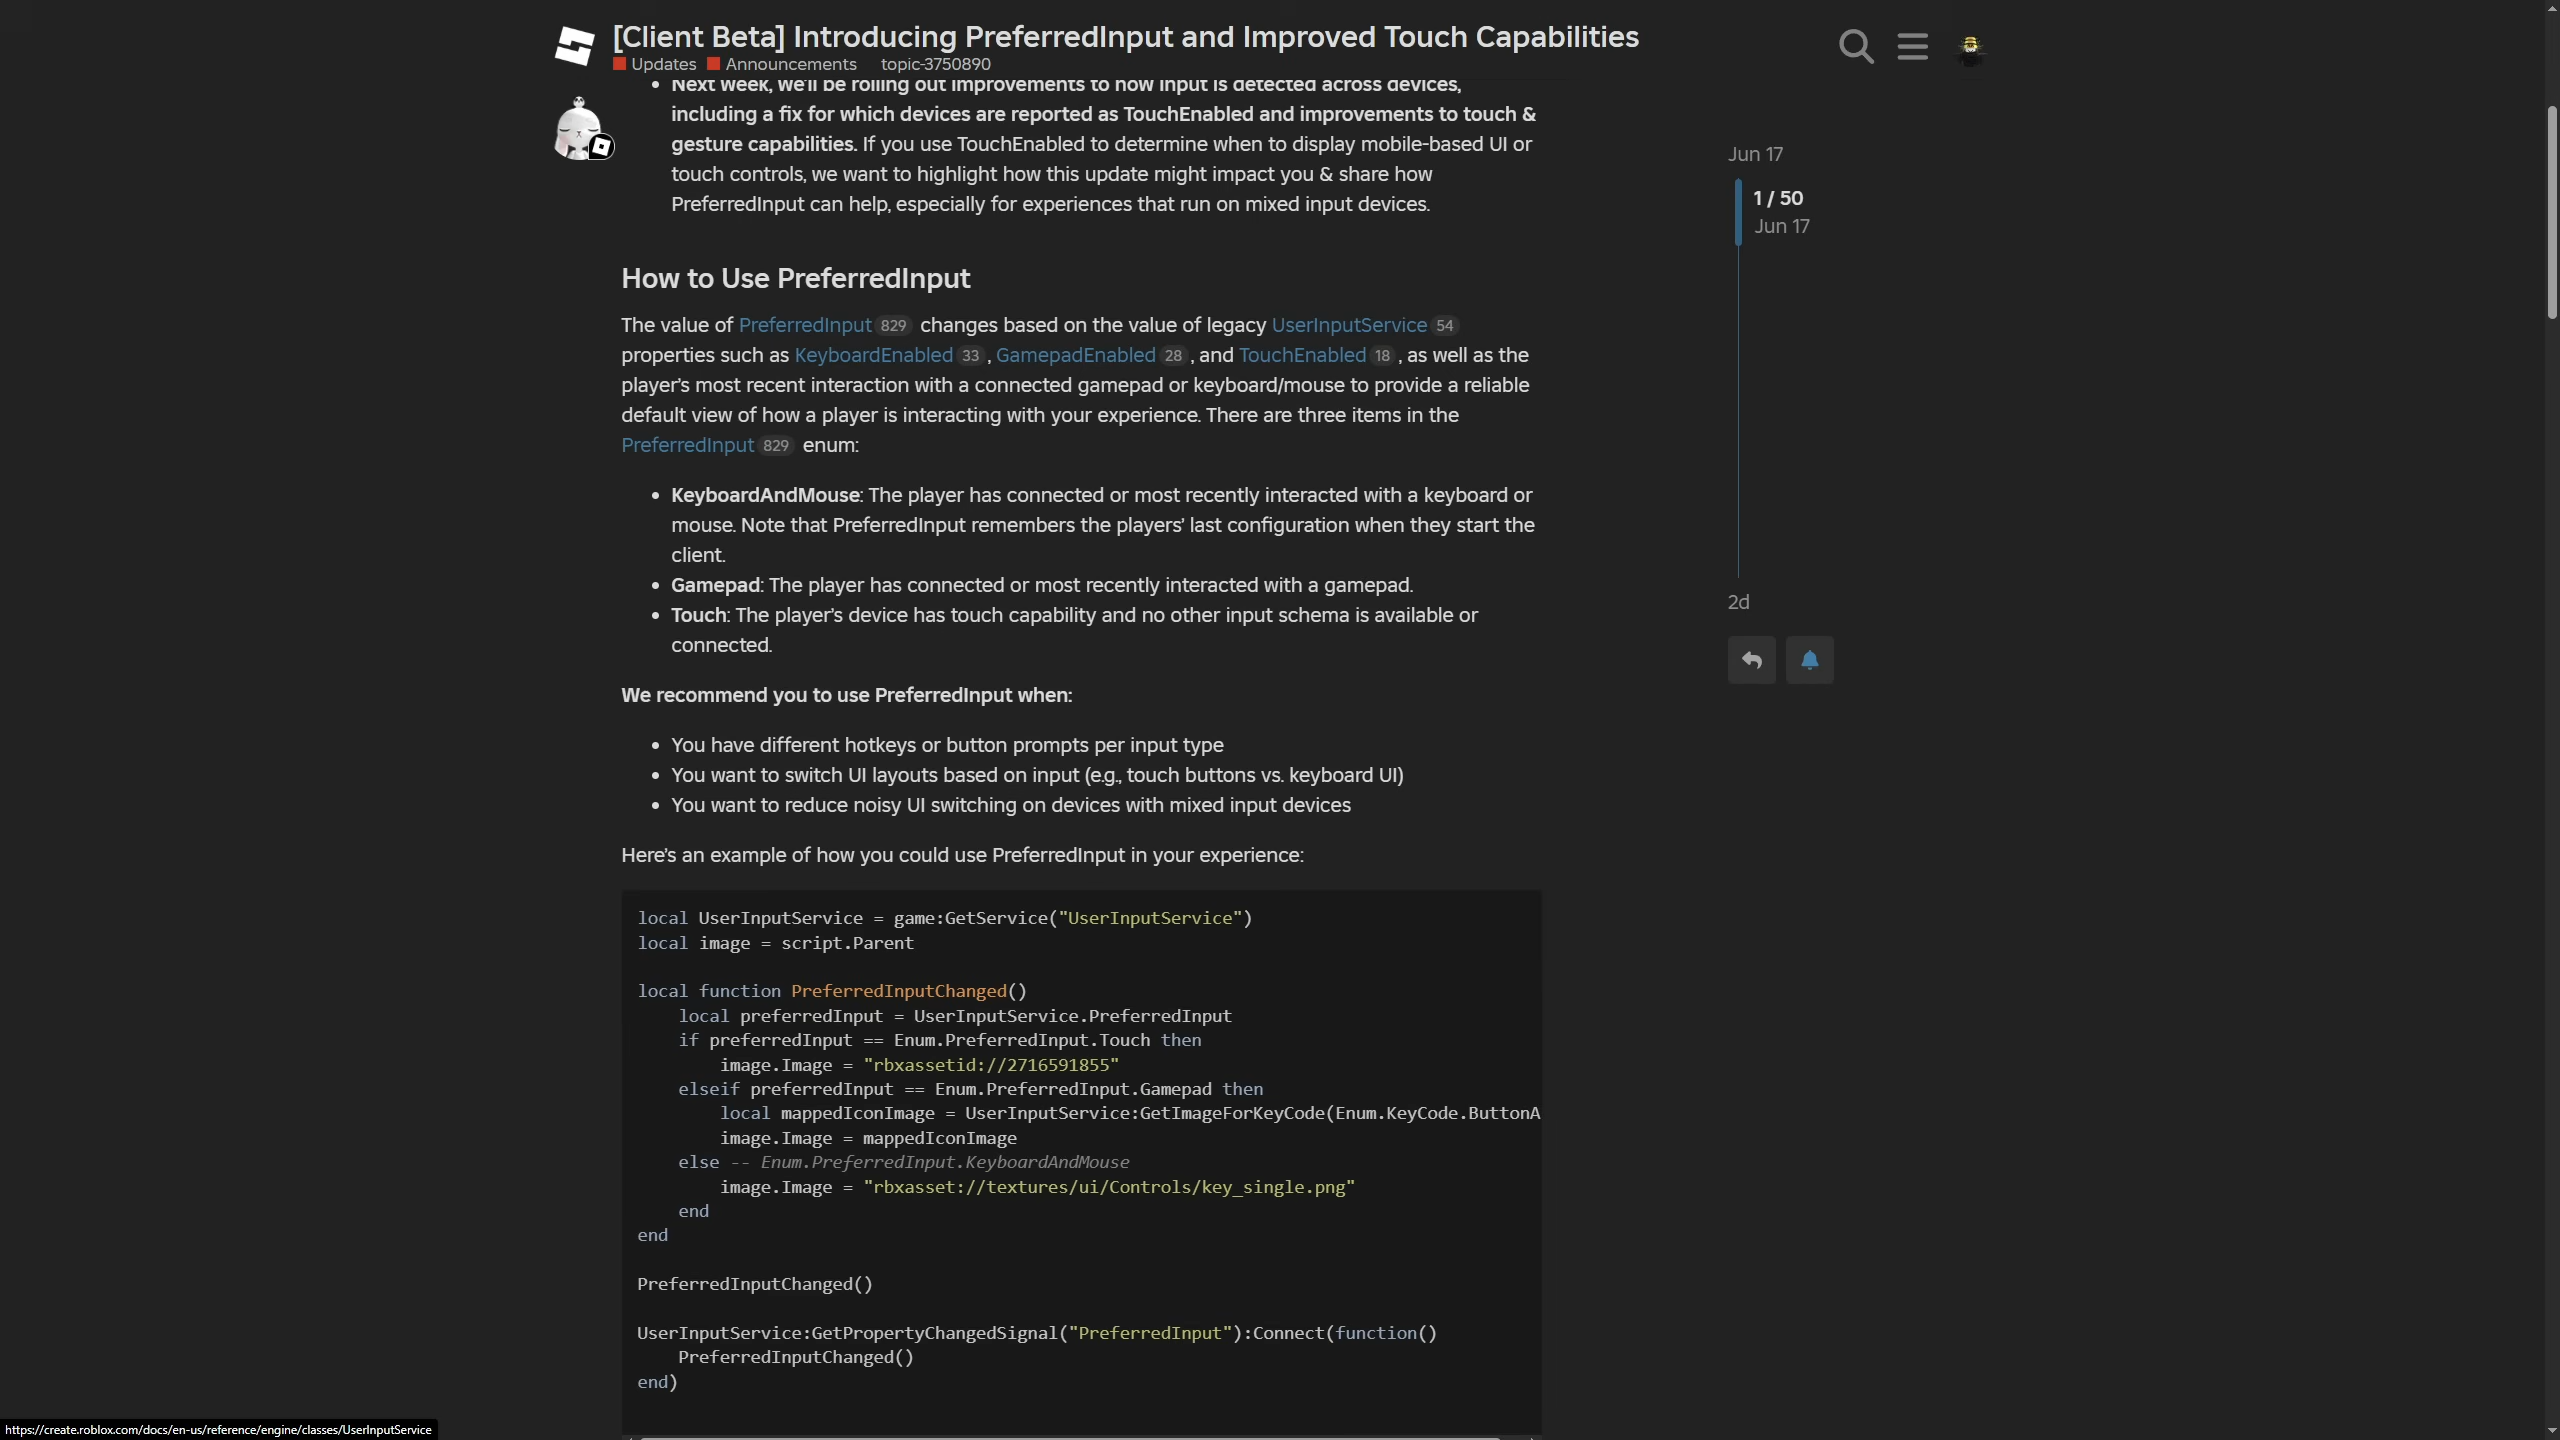 [Client Beta] Introducing PreferredInput and Improved Touch Capabilities
Updates Announcements topic-3750890
• Next week, we'll be rolling out improvements to how input is detected across devices,
including a fix for which devices are reported as TouchEnabled and improvements to touch &
gesture capabilities. If you use TouchEnabled to determine when to display mobile-based UI or
touch controls, we want to highlight how this update might impact you & share how
PreferredInput can help, especially for experiences that run on mixed input devices.
How to Use PreferredInput
The value of PreferredInput 829 changes based on the value of legacy UserInputService 54
properties such as KeyboardEnabled 33 , GamepadEnabled 28 , and TouchEnabled 18 , as well as the
player's most recent interaction with a connected gamepad or keyboard/mouse to provide a reliable
default view of how a player is interacting with your experience. There are three items in the
PreferredInput 829 enum:
• KeyboardAndMouse: The player has connected or most recently interacted with a keyboard or
mouse. Note that PreferredInput remembers the players' last configuration when they start the
client.
• Gamepad: The player has connected or most recently interacted with a gamepad.
• Touch: The player's device has touch capability and no other input schema is available or
connected.
We recommend you to use PreferredInput when:
• You have different hotkeys or button prompts per input type
• You want to switch UI layouts based on input (e.g., touch buttons vs. keyboard UI)
• You want to reduce noisy UI switching on devices with mixed input devices
Here's an example of how you could use PreferredInput in your experience:
local UserInputService = game:GetService("UserInputService")
local image = script.Parent
local function PreferredInputChanged()
local preferredInput = UserInputService.PreferredInput
if preferredInput == Enum.PreferredInput.Touch then
image.Image = "rbxassetid://2716591855"
elseif preferredInput == Enum.PreferredInput.Gamepad then
local mappedIconImage = UserInputService:GetImageForKeyCode(Enum.KeyCode.ButtonA
image.Image = mappedIconImage
else -- Enum.PreferredInput.KeyboardAndMouse
image.Image = "rbxasset://textures/ui/Controls/key_single.png"
end
end
PreferredInputChanged()
UserInputService:GetPropertyChangedSignal("PreferredInput"):Connect(function()
PreferredInputChanged()
end)
Jun 17
1 / 50
Jun 17
2d
https://create.roblox.com/docs/en-us/reference/engine/classes/UserInputService